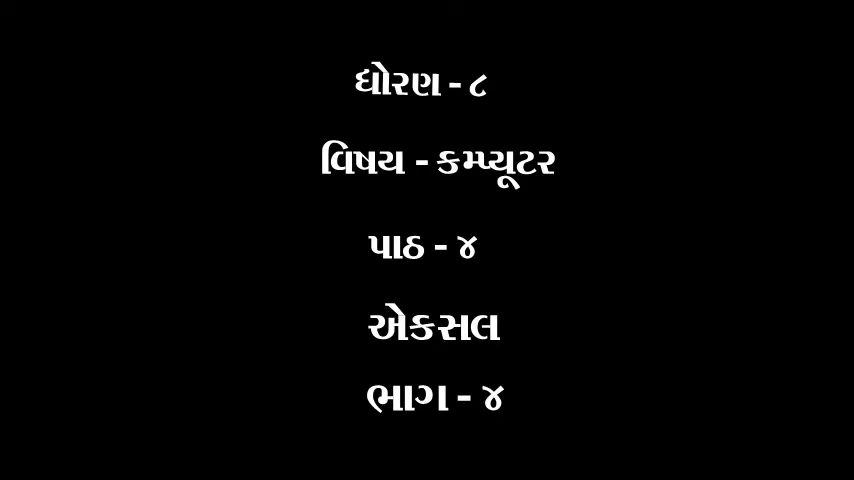 ધોરણ - ૮
વિષય - કમ્પ્યૂટર
પાઠ - ૪
એકસલ
ભાગ - ૪